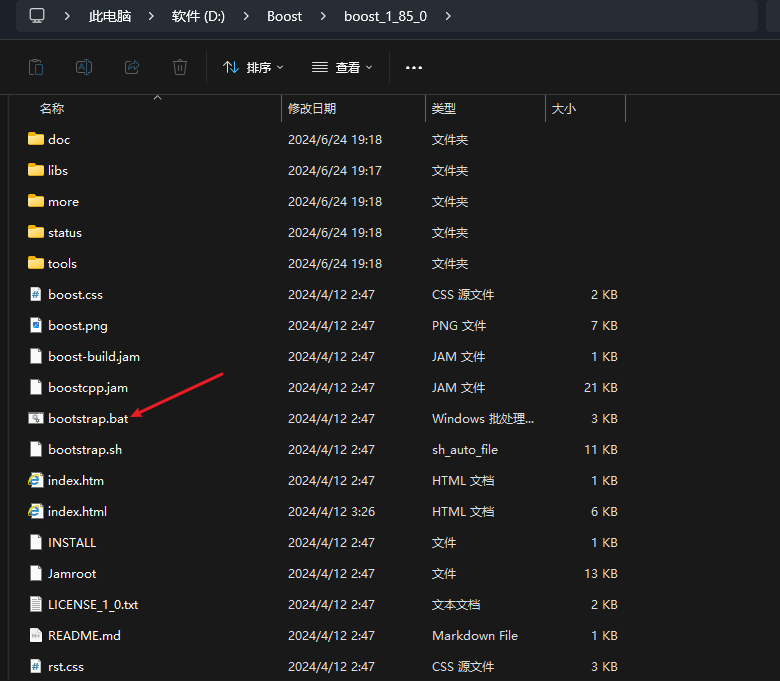 此电脑 > 软件 (D:) > Boost > boost_1_85_0 >
排序 查看 ...
名称 修改日期 类型 大小
doc 2024/6/24 19:18 文件夹
libs 2024/6/24 19:17 文件夹
more 2024/6/24 19:18 文件夹
status 2024/6/24 19:18 文件夹
tools 2024/6/24 19:18 文件夹
boost.css 2024/4/12 2:47 CSS 源文件 2 KB
boost.png 2024/4/12 2:47 PNG 文件 7 KB
boost-build.jam 2024/4/12 2:47 JAM 文件 1 KB
boostcpp.jam 2024/4/12 2:47 JAM 文件 21 KB
bootstrap.bat 2024/4/12 2:47 Windows 批处理... 3 KB
bootstrap.sh 2024/4/12 2:47 sh_auto_file 11 KB
index.htm 2024/4/12 2:47 HTML 文档 1 KB
index.html 2024/4/12 3:26 HTML 文档 6 KB
INSTALL 2024/4/12 2:47 文件 1 KB
Jamroot 2024/4/12 2:47 文件 13 KB
LICENSE_1_0.txt 2024/4/12 2:47 文本文档 2 KB
README.md 2024/4/12 2:47 Markdown File 1 KB
rst.css 2024/4/12 2:47 CSS 源文件 3 KB